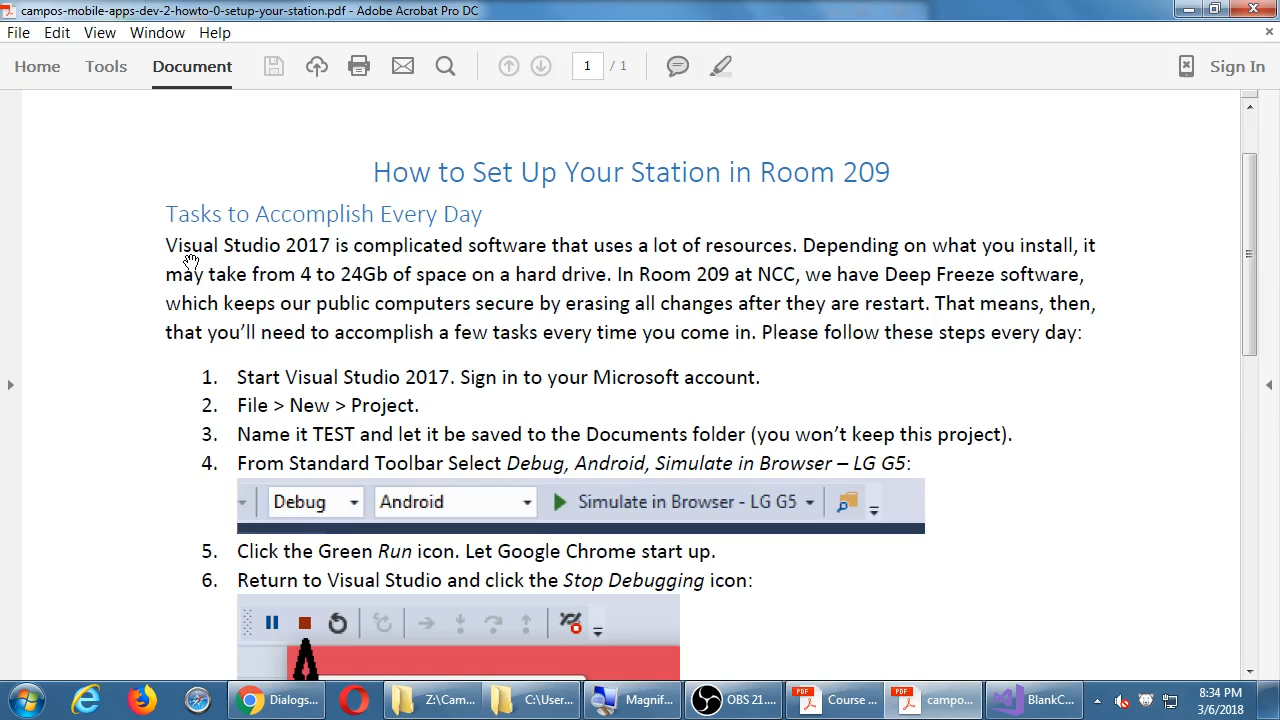 campos-mobile-apps-dev-2-howto-0-setup-your-station.pdf - Adobe Acrobat Pro DC
File Edit View Window Help
Home Tools Document 1 / 1 Sign In
How to Set Up Your Station in Room 209
Tasks to Accomplish Every Day
Visual Studio 2017 is complicated software that uses a lot of resources. Depending on what you install, it
may take from 4 to 24Gb of space on a hard drive. In Room 209 at NCC, we have Deep Freeze software,
which keeps our public computers secure by erasing all changes after they are restart. That means, then,
that you’ll need to accomplish a few tasks every time you come in. Please follow these steps every day:
1. Start Visual Studio 2017. Sign in to your Microsoft account.
2. File > New > Project.
3. Name it TEST and let it be saved to the Documents folder (you won’t keep this project).
4. From Standard Toolbar Select Debug, Android, Simulate in Browser – LG G5:
Debug Android Simulate in Browser - LG G5
5. Click the Green Run icon. Let Google Chrome start up.
6. Return to Visual Studio and click the Stop Debugging icon:
Dialogs... Z:\Cam... C:\User... Magnif... OBS 21.... Course ... campo... BlankC... 8:34 PM
3/6/2018